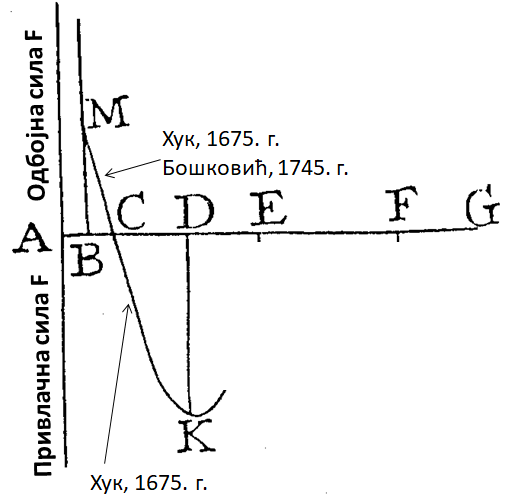 Одбојна сила F
M
Хук, 1675. г.
Бошковић, 1745. г.
A
B
C
D
E
F
G
Привлачна сила F
K
Хук, 1675. г.